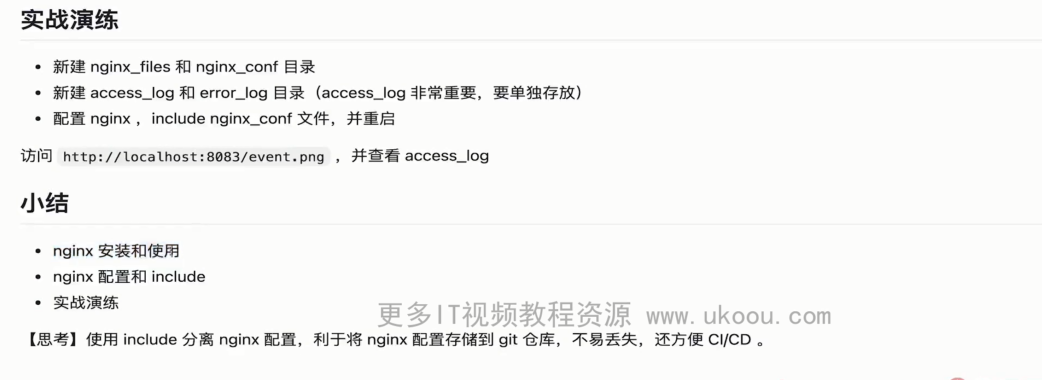 实战演练
• 新建 nginx_files 和 nginx_conf 目录
• 新建 access_log 和 error_log 目录（access_log 非常重要，要单独存放）
• 配置 nginx ，include nginx_conf 文件，并重启
访问 http://localhost:8083/event.png ，并查看 access_log
小结
• nginx 安装和使用
• nginx 配置和 include
• 实战演练
更多IT视频教程资源 www.ukoou.com
【思考】使用 include 分离 nginx 配置，利于将 nginx 配置存储到 git 仓库，不易丢失，还方便 CI/CD 。